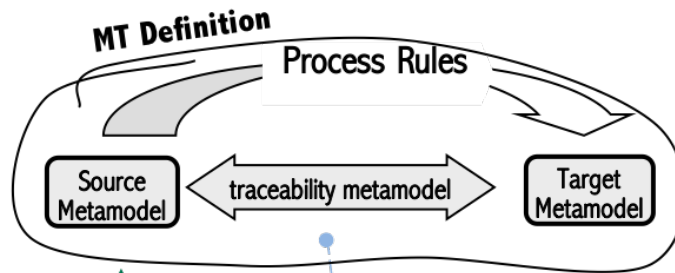 MT Definition
Process Rules
Source
Metamodel
traceability metamodel
Target
Metamodel